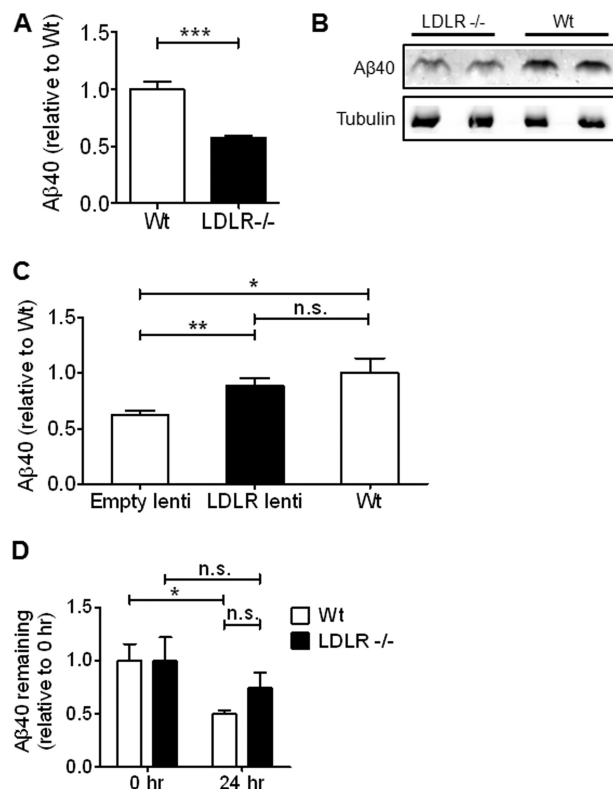 A
Aβ40 (relative to Wt)
1.5
1.0
0.5
0.0
***
Wt
LDLR-/-
B
LDLR -/-
Wt
Aβ40
Tubulin
C
Aβ40 (relative to Wt)
1.5
1.0
0.5
0.0
*
**
n.s.
Empty lenti
LDLR lenti
Wt
D
Aβ40 remaining
(relative to 0 hr)
1.5
1.0
0.5
0.0
n.s.
*
n.s.
Wt
LDLR -/-
0 hr
24 hr